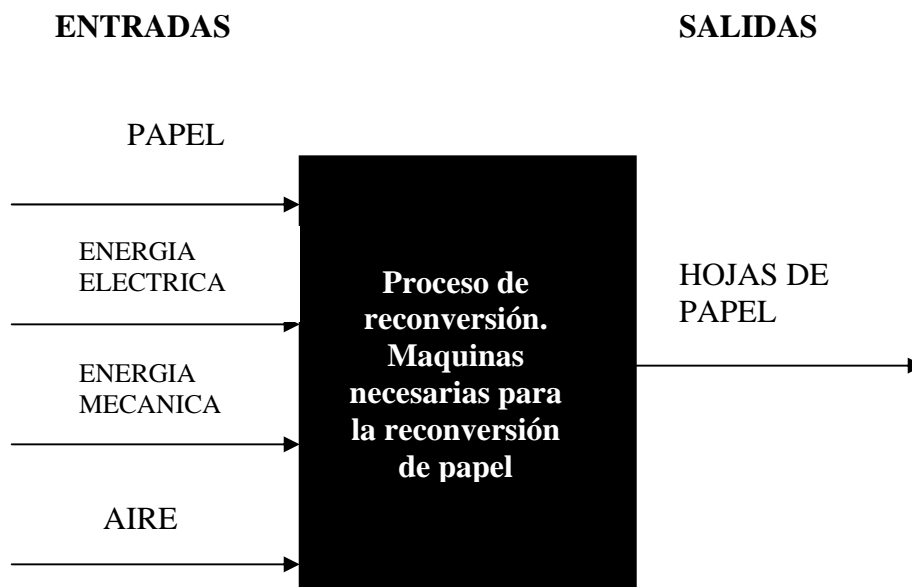 ENTRADAS
SALIDAS
PAPEL
ENERGIA
ELECTRICA
ENERGIA
MECANICA
AIRE
Proceso de
reconversión.
Maquinas
necesarias para
la reconversión
de papel
HOJAS DE
PAPEL